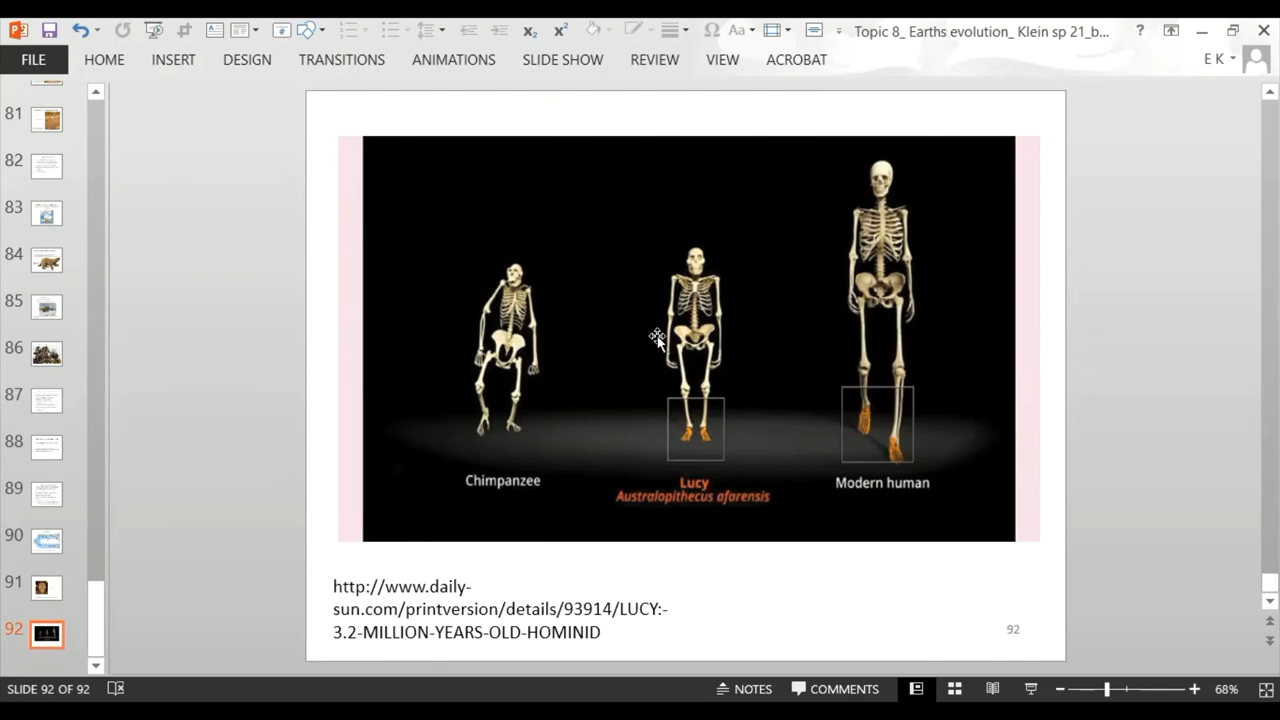 Topic 8_ Earths evolution_ Klein sp 21_b...
FILE
HOME
INSERT
DESIGN
TRANSITIONS
ANIMATIONS
SLIDE SHOW
REVIEW
VIEW
ACROBAT
E K
81
82
83
84
85
86
87
88
89
90
91
92
Chimpanzee
Lucy
Australopithecus afarensis
Modern human
http://www.daily-
sun.com/printversion/details/93914/LUCY:-
3.2-MILLION-YEARS-OLD-HOMINID
92
SLIDE 92 OF 92
NOTES
COMMENTS
68%